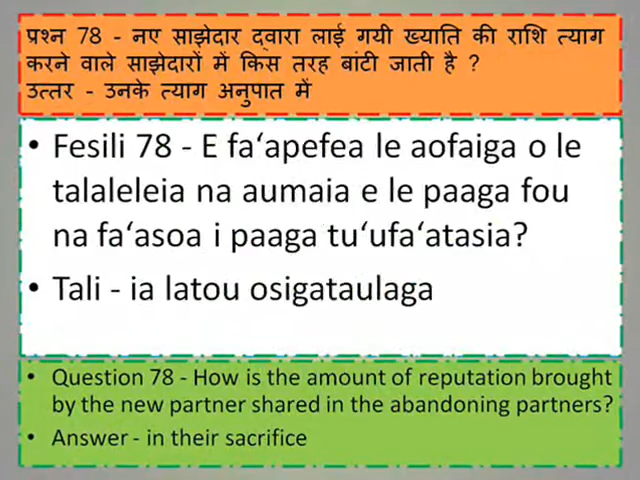 प्रश्न 78 - नए साझेदार द्वारा लाई गयी ख्याति की राशि त्याग
करने वाले साझेदारों में किस तरह बांटी जाती है ?
उत्तर - उनके त्याग अनुपात में
• Fesili 78 - E faʻapefea le aofaiga o le
talaleleia na aumaia e le paaga fou
na faʻasoa i paaga tuʻufaʻatasia?
• Tali - ia latou osigataulaga
• Question 78 - How is the amount of reputation brought
by the new partner shared in the abandoning partners?
• Answer - in their sacrifice